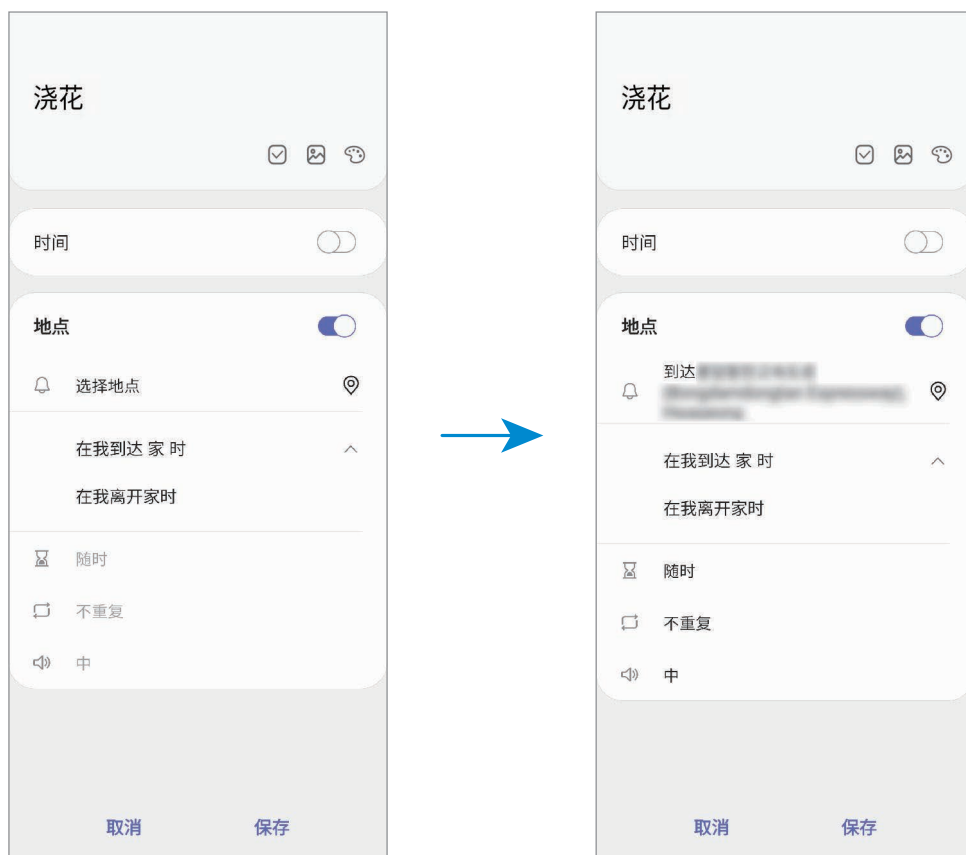 浇花
时间
地点
选择地点
在我到达 家 时
在我离开家时
随时
不重复
中
取消 保存
浇花
时间
地点
到达
在我到达 家 时
在我离开家时
随时
不重复
中
取消 保存